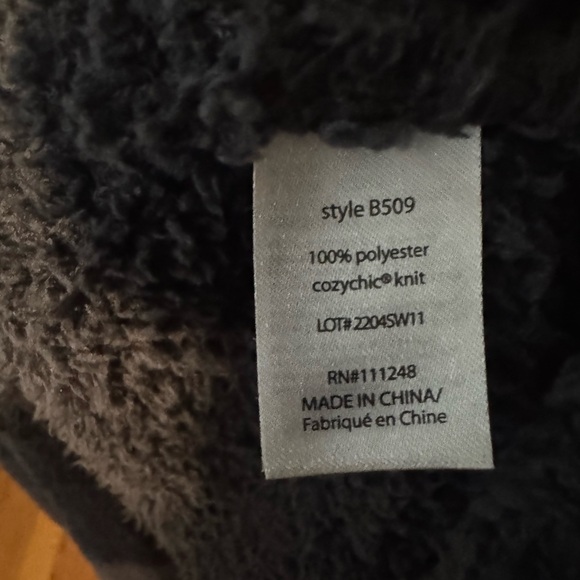 style B509
100% polyester
cozychic® knit
LOT# 2204SW11
RN#111248
MADE IN CHINA/
Fabriqué en Chine